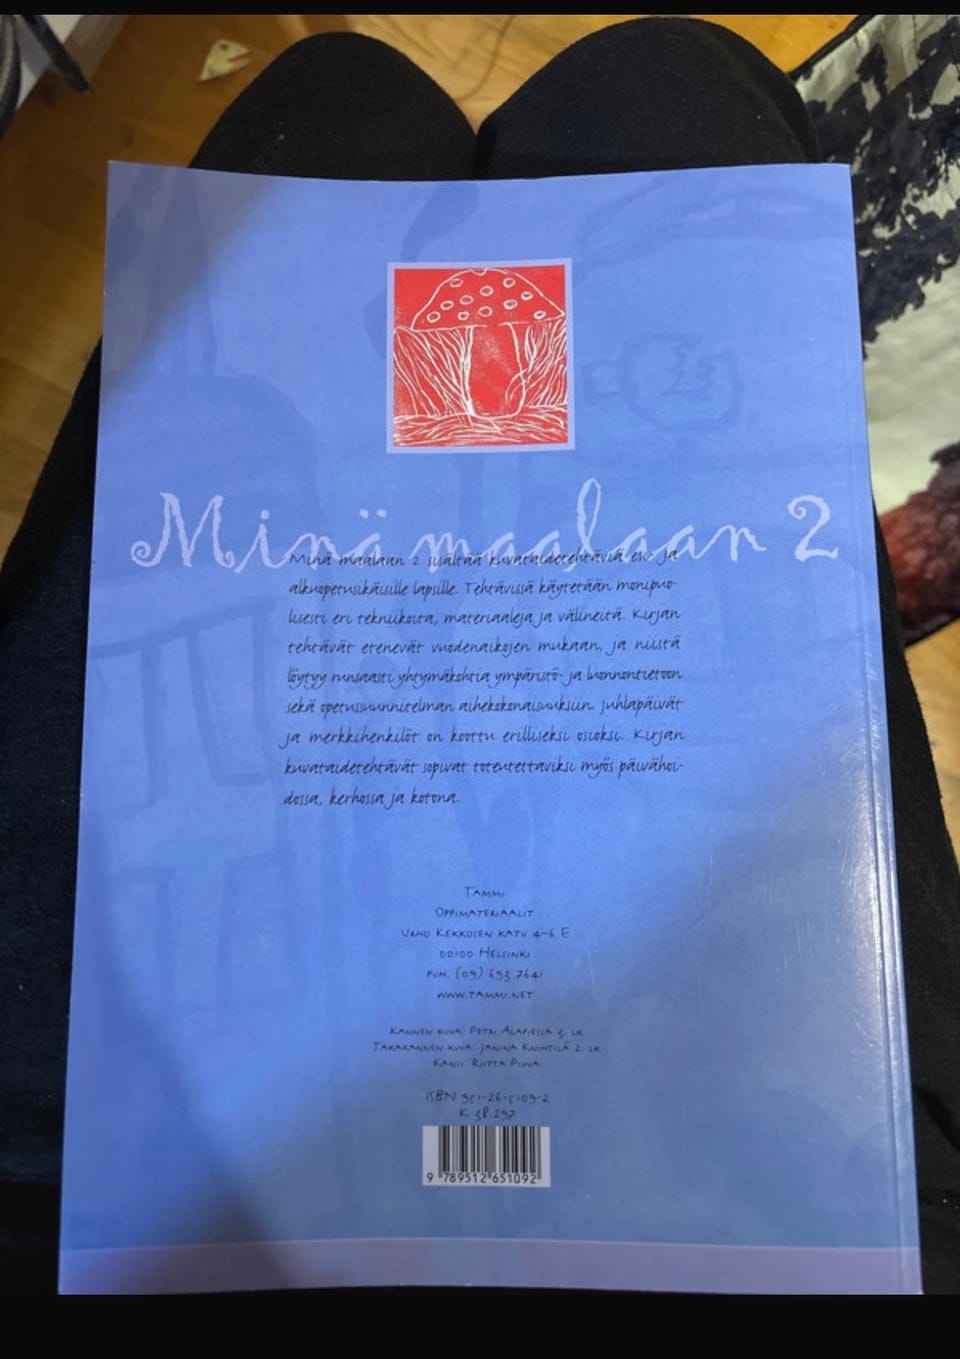 Minä maalaan 2
Minä maalaan 2 sisältää kuvataidetehtäviä esi- ja
alkuopetusikäisille lapsille. Tehtävissä käytetään monipuo-
lisesti eri tekniikoita, materiaaleja ja välineitä. Kirjan
tehtävät etenevät vuodenaikojen mukaan, ja niistä
löytyy runsaasti yhtymäkohtia ympäristö- ja luonnontietoon
sekä opetussuunnitelman aihekokonaisuuksiin. Juhlapäivät
ja merkkihenkilöt on koottu erilliseksi osioksi. Kirjan
kuvataidetehtävät sopivat toteutettaviksi myös päivähoi-
dossa, kerhossa ja kotona.
TAMMI
OPPIMATERIAALIT
URHO KEKKOSEN KATU 4-6 E
00100 HELSINKI
PUH. (09) 693 7641
WWW.TAMMI.NET
KANNEN KUVA: PETRI 3. LK
TAKAKANNEN KUVA: JANINA KNIHTILÄ 2. LK
KANSI: RIITTA
ISBN 951-26-5109-2
K. 38.297
9 789512 651092